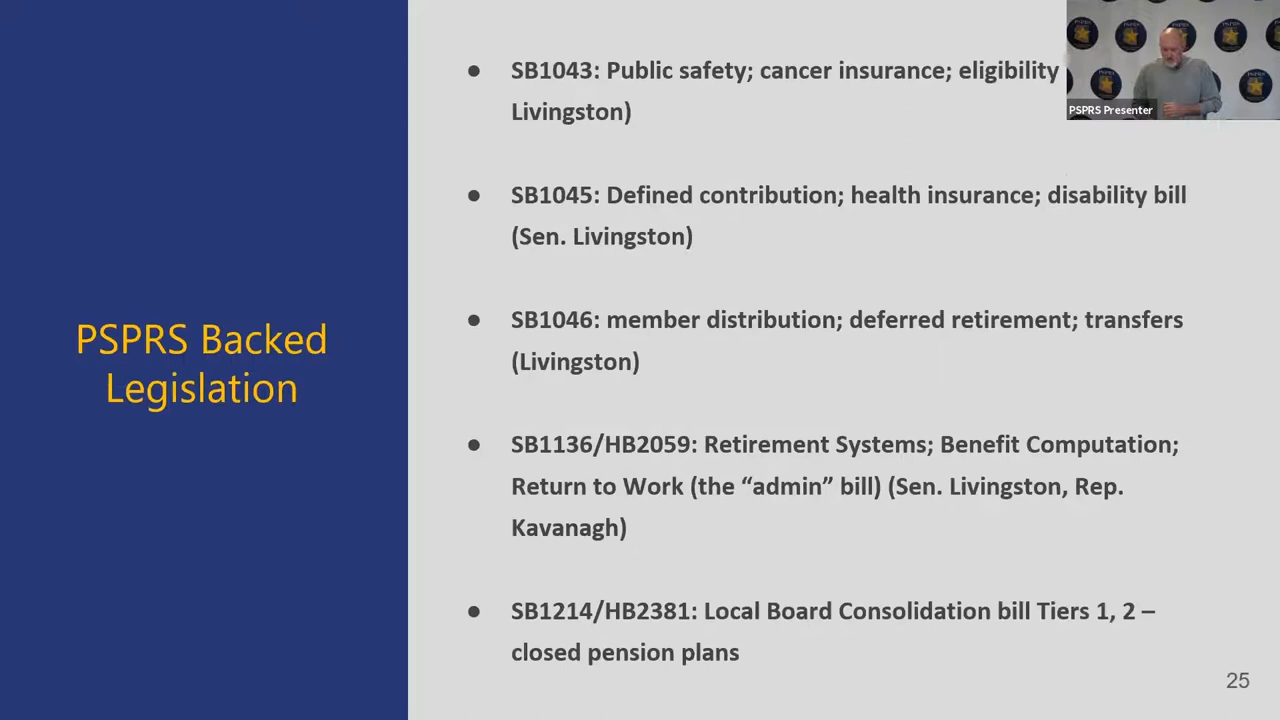 PSPRS Backed
Legislation
● SB1043: Public safety; cancer insurance; eligibility
Livingston)
● SB1045: Defined contribution; health insurance; disability bill
(Sen. Livingston)
● SB1046: member distribution; deferred retirement; transfers
(Livingston)
● SB1136/HB2059: Retirement Systems; Benefit Computation;
Return to Work (the “admin” bill) (Sen. Livingston, Rep.
Kavanagh)
● SB1214/HB2381: Local Board Consolidation bill Tiers 1, 2 –
closed pension plans
25
PSPRS Presenter